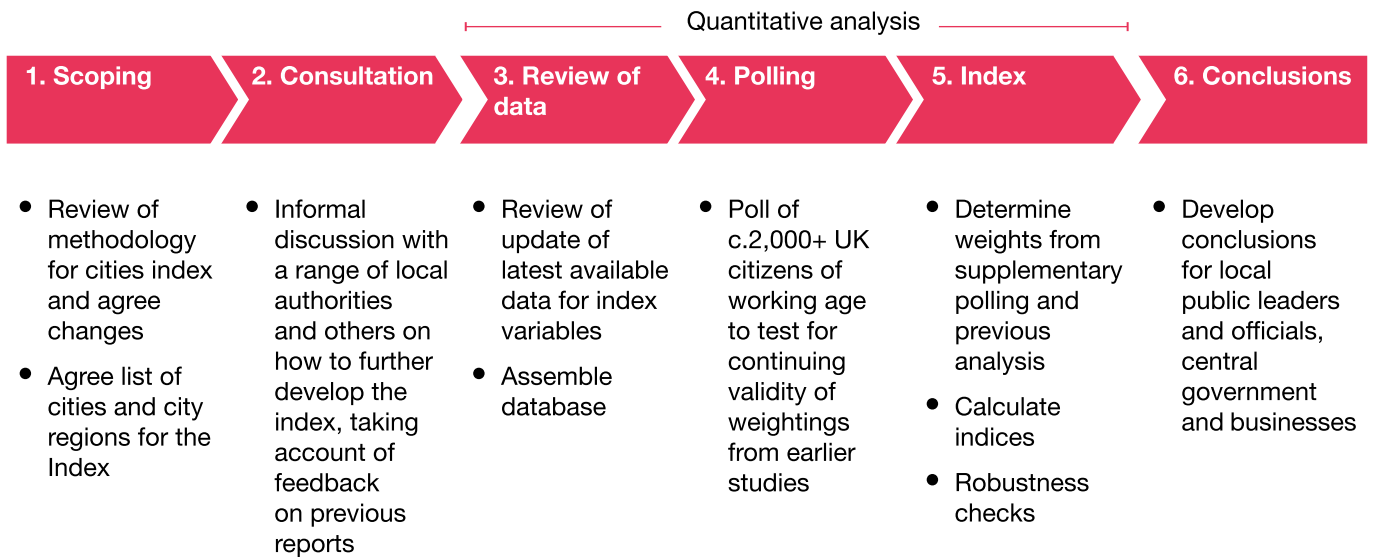 Quantitative analysis
1. Scoping
2. Consultation
3. Review of
data
4. Polling
5. Index
6. Conclusions
Review of
methodology
for cities index
and agree
changes
Agree list of
cities and city
regions for the
Index
Informal
discussion with
a range of local
authorities
and others on
how to further
develop the
index, taking
account of
feedback
on previous
reports
Review of
update of
latest available
data for index
variables
Assemble
database
Poll of
c.2,000+ UK
citizens of
working age
to test for
continuing
validity of
weightings
from earlier
studies
Determine
weights from
supplementary
polling and
previous
analysis
Calculate
indices
Robustness
checks
Develop
conclusions
for local
public leaders
and officials,
central
government
and businesses